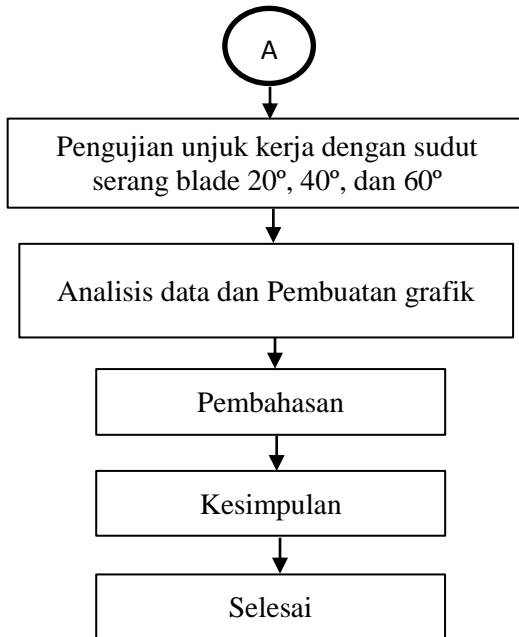 A
Pengujian unjuk kerja dengan sudut
serang blade 20º, 40º, dan 60º
Analisis data dan Pembuatan grafik
Pembahasan
Kesimpulan
Selesai